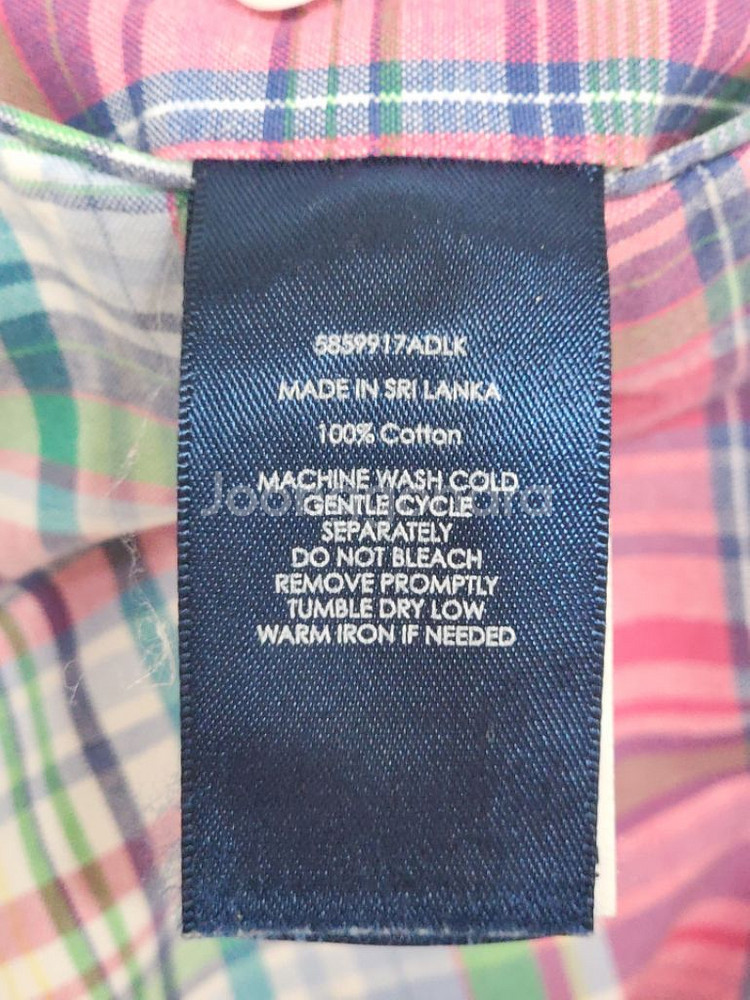 5859917ADLK
MADE IN SRI LANKA
100% Cotton
MACHINE WASH COLD
GENTLE CYCLE
SEPARATELY
DO NOT BLEACH
REMOVE PROMPTLY
TUMBLE DRY LOW
WARM IRON IF NEEDED